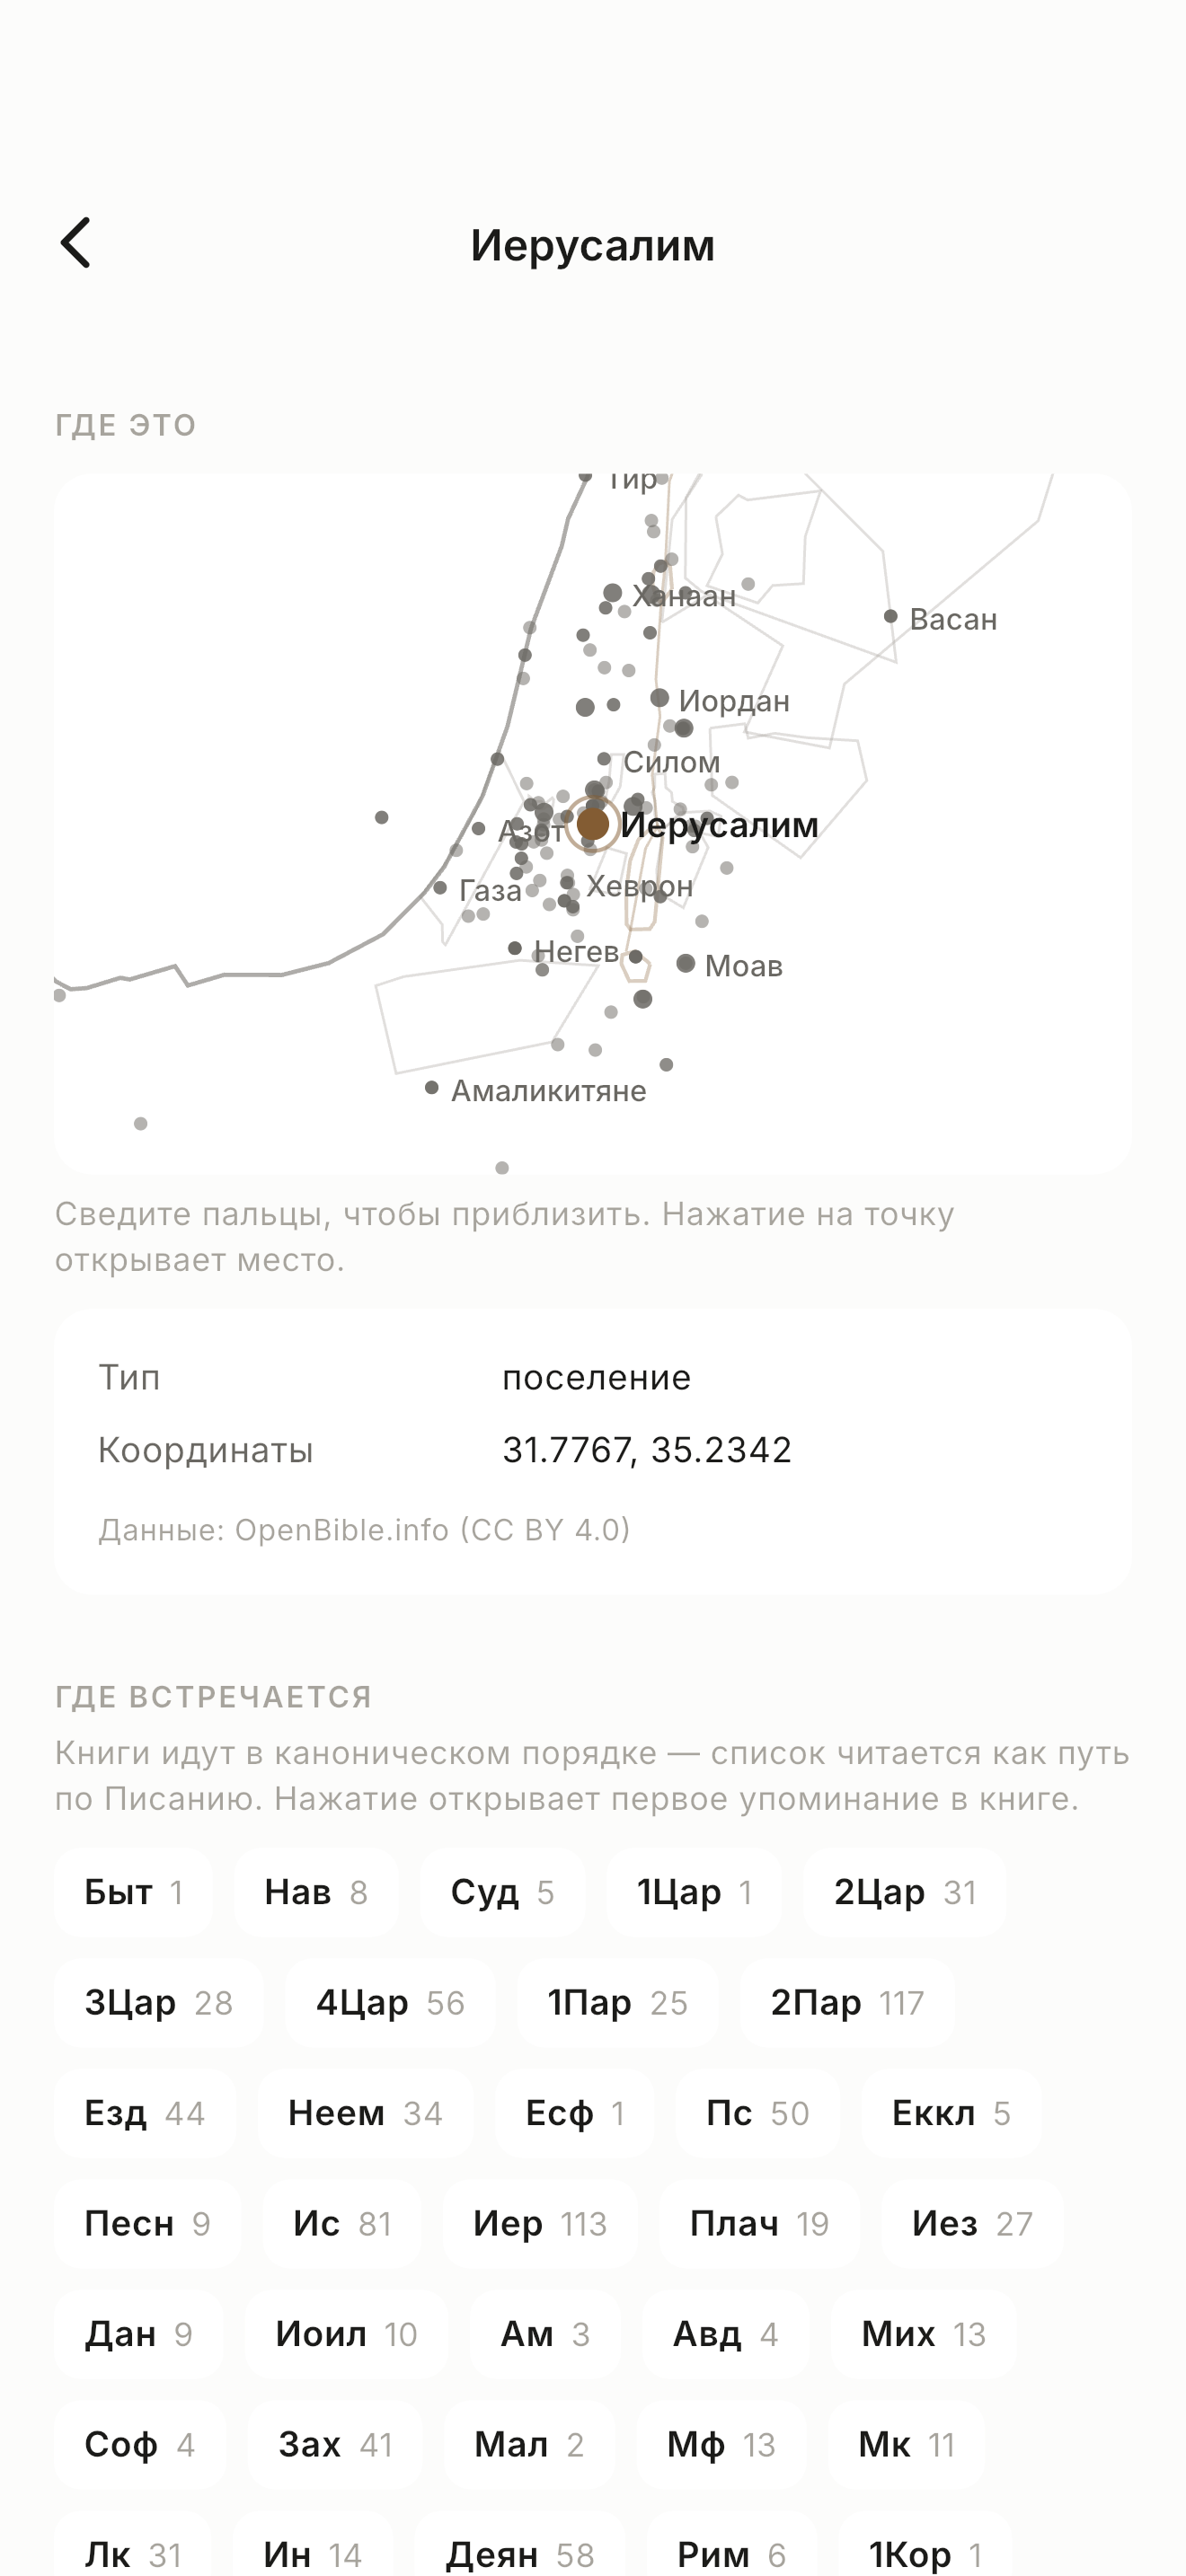 Иерусалим
ГДЕ ЭТО
Тир
Ханаан
Васан
Иордан
Силом
Азот
Иерусалим
Газа
Хеврон
Негев
Моав
Амаликитяне
Сведите пальцы, чтобы приблизить. Нажатие на точку
открывает место.
Тип поселение
Координаты 31.7767, 35.2342
Данные: OpenBible.info (CC BY 4.0)
ГДЕ ВСТРЕЧАЕТСЯ
Книги идут в каноническом порядке — список читается как путь
по Писанию. Нажатие открывает первое упоминание в книге.
Быт 1 Нав 8 Суд 5 1Цар 1 2Цар 31
3Цар 28 4Цар 56 1Пар 25 2Пар 117
Езд 44 Неем 34 Есф 1 Пс 50 Еккл 5
Песн 9 Ис 81 Иер 113 Плач 19 Иез 27
Дан 9 Иоил 10 Ам 3 Авд 4 Мих 13
Соф 4 Зах 41 Мал 2 Мф 13 Мк 11
Лк 31 Ин 14 Деян 58 Рим 6 1Кор 1